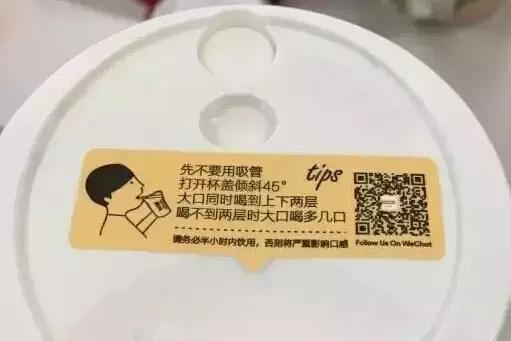 先不要用吸管
tips
打开杯盖倾斜45°
大口同时喝到上下两层
喝不到两层时大口喝多几口
请务必半小时内饮用,否则将严重影响口感
Follow Us On WeChat